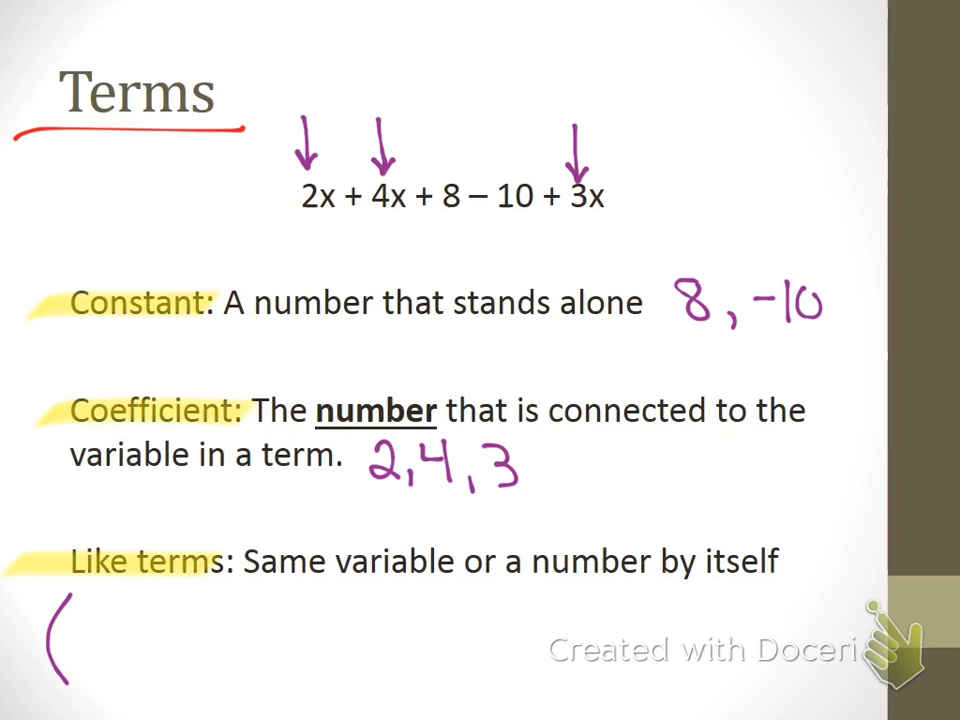 Terms
2x + 4x + 8 – 10 + 3x
Constant: A number that stands alone 8, -10
Coefficient: The number that is connected to the
variable in a term. 2, 4, 3
Like terms: Same variable or a number by itself
(
Created with Doceri